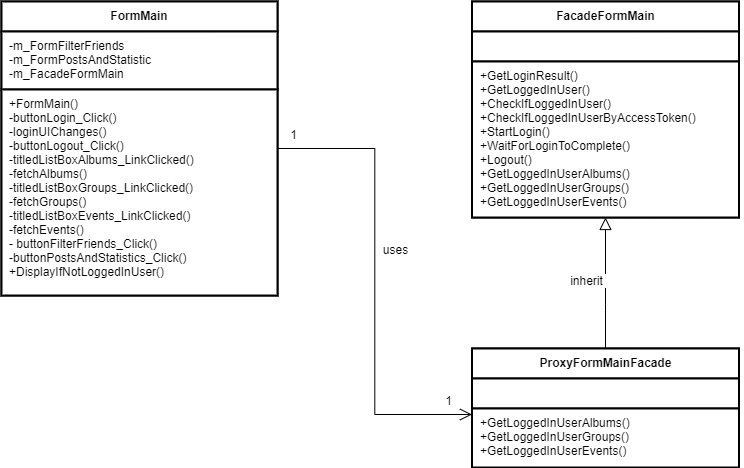 FormMain
-m_FormFilterFriends
-m_FormPostsAndStatistic
-m_FacadeFormMain
+FormMain()
-buttonLogin_Click()
-loginUIChanges()
-buttonLogout_Click()
-titledListBoxAlbums_LinkClicked()
-fetchAlbums()
-titledListBoxGroups_LinkClicked()
-fetchGroups()
-titledListBoxEvents_LinkClicked()
-fetchEvents()
- buttonFilterFriends_Click()
-buttonPostsAndStatistics_Click()
+DisplayIfNotLoggedInUser()
1
uses
1
FacadeFormMain
+GetLoginResult()
+GetLoggedInUser()
+CheckIfLoggedInUser()
+CheckIfLoggedInUserByAccessToken()
+StartLogin()
+WaitForLoginToComplete()
+Logout()
+GetLoggedInUserAlbums()
+GetLoggedInUserGroups()
+GetLoggedInUserEvents()
inherit
ProxyFormMainFacade
+GetLoggedInUserAlbums()
+GetLoggedInUserGroups()
+GetLoggedInUserEvents()